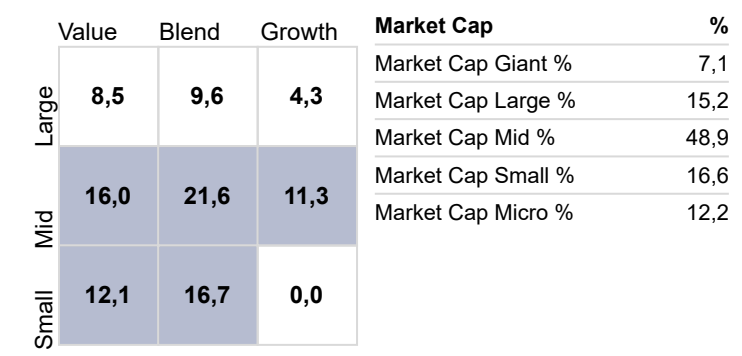 Value Blend Growth
Large 8,5 9,6 4,3
Mid 16,0 21,6 11,3
Small 12,1 16,7 0,0
Market Cap %
Market Cap Giant % 7,1
Market Cap Large % 15,2
Market Cap Mid % 48,9
Market Cap Small % 16,6
Market Cap Micro % 12,2